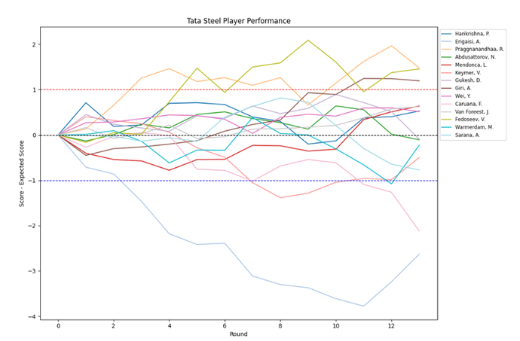 Tata Steel Player Performance
2
1
0
−1
−2
−3
−4
0
2
4
6
8
10
12
Score - Expected Score
Round
Harikrishna, P.
Erigaisi, A.
Praggnanandhaa, R.
Abdusattorov, N.
Mendonca, L.
Keymer, V.
Gukesh, D.
Giri, A.
Wei, Y.
Caruana, F.
Van Foreest, J.
Fedoseev, V.
Warmerdam, M
Sarana, A.